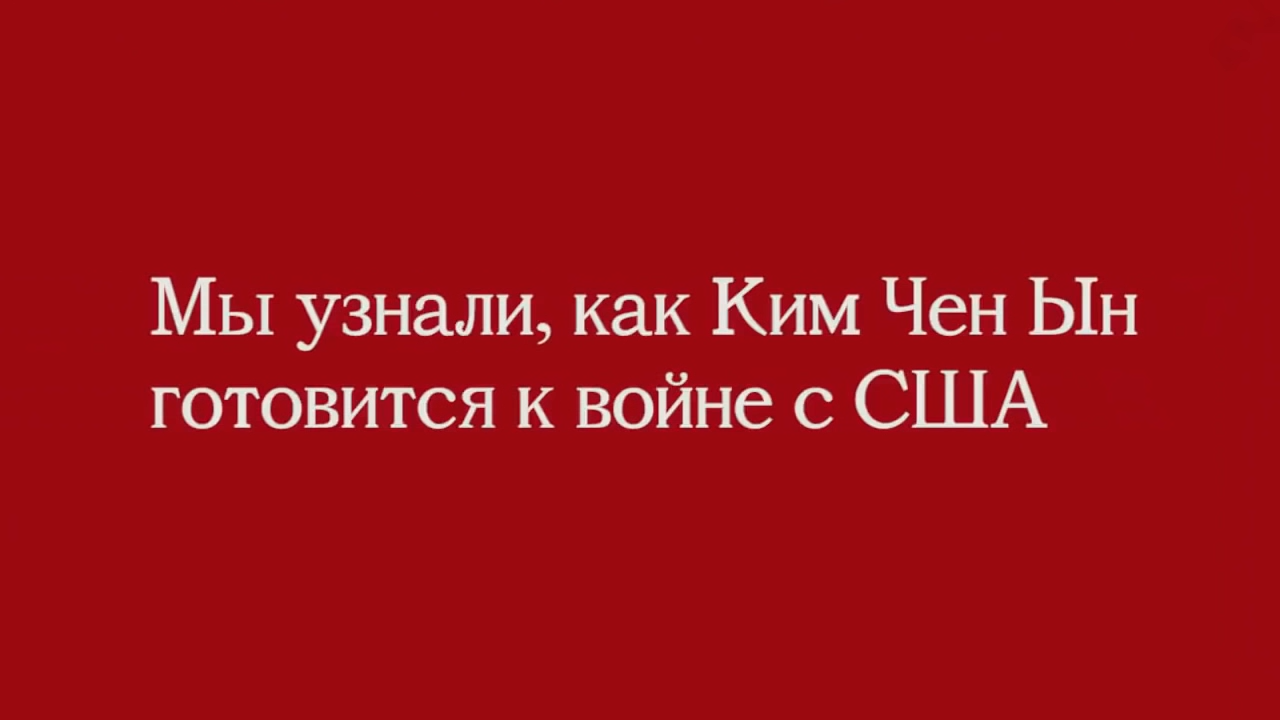 Мы узнали, как Ким Чен Ын
готовится к войне с США